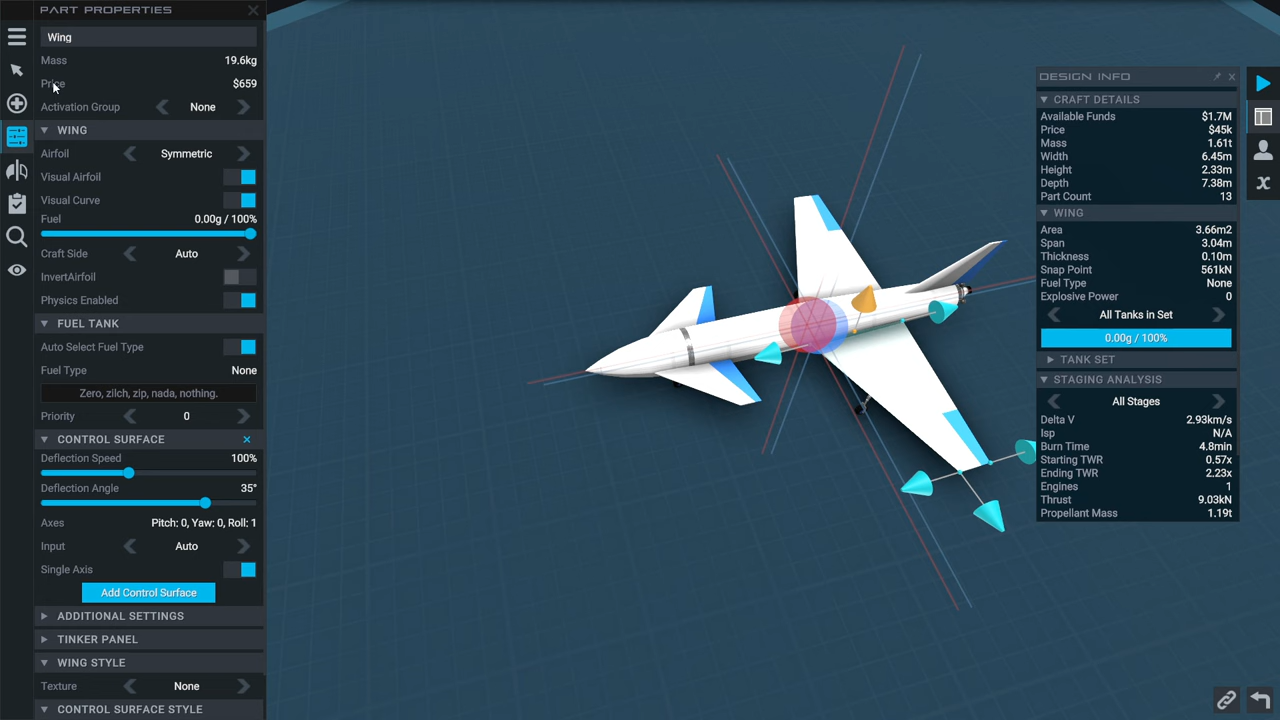 PART PROPERTIES
Wing
Mass 19.6kg
Price $659
Activation Group None
WING
Airfoil Symmetric
Visual Airfoil
Visual Curve
Fuel 0.00g / 100%
Craft Side Auto
InvertAirfoil
Physics Enabled
FUEL TANK
Auto Select Fuel Type
Fuel Type None
Zero, zilch, zip, nada, nothing.
Priority 0
CONTROL SURFACE
Deflection Speed 100%
Deflection Angle 35°
Axes Pitch: 0, Yaw: 0, Roll: 1
Input Auto
Single Axis
Add Control Surface
ADDITIONAL SETTINGS
TINKER PANEL
WING STYLE
Texture None
CONTROL SURFACE STYLE
DESIGN INFO
CRAFT DETAILS
Available Funds $1.7M
Price $45k
Mass 1.61t
Width 6.45m
Height 2.33m
Depth 7.38m
Part Count 13
WING
Area 3.66m2
Span 3.04m
Thickness 0.10m
Snap Point 561kN
Fuel Type None
Explosive Power 0
All Tanks in Set
0.00g / 100%
TANK SET
STAGING ANALYSIS
All Stages
Delta V 2.93km/s
Isp N/A
Burn Time 4.8min
Starting TWR 0.57x
Ending TWR 2.23x
Engines 1
Thrust 9.03kN
Propellant Mass 1.19t